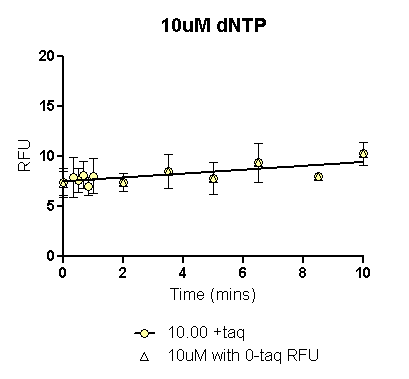 10uM dNTP
20
15
10
5
0
RFU
0 2 4 6 8 10
Time (mins)
10.00 +taq
10uM with 0-taq RFU